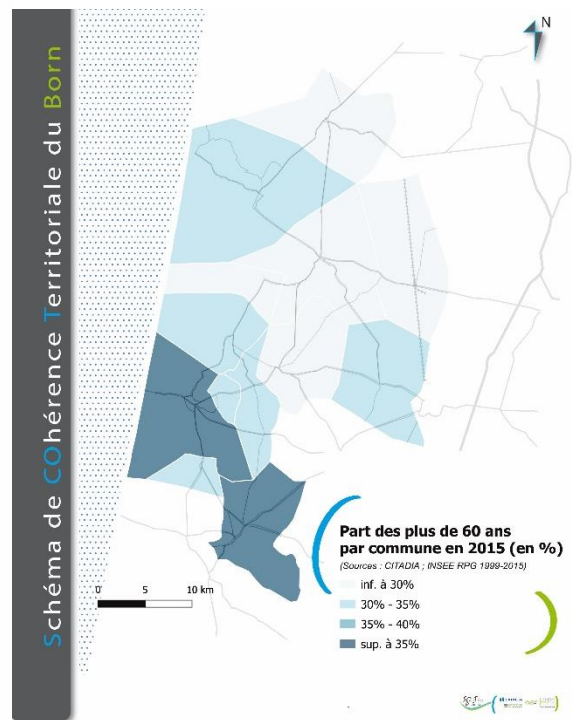 Schéma de COhérence Territoriale du Born
N
Part des plus de 60 ans
par commune en 2015 (en %)
(Sources : CITADIA ; INSEE RPG 1999-2015)
inf. à 30%
30% - 35%
35% - 40%
sup. à 35%
0 5 10 km